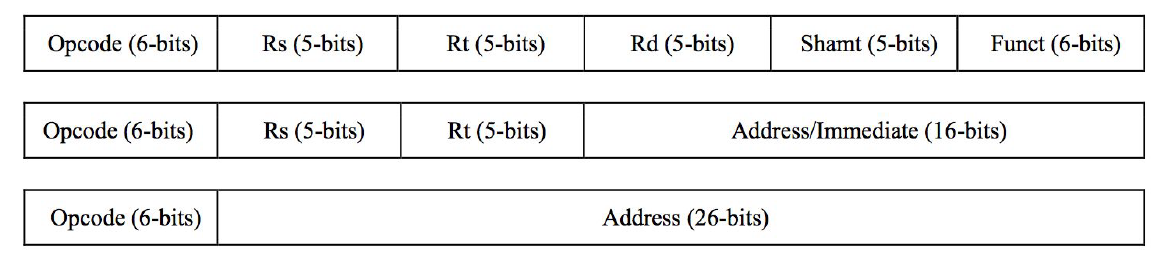 Opcode (6-bits) Rs (5-bits) Rt (5-bits) Rd (5-bits) Shamt (5-bits) Funct (6-bits)
Opcode (6-bits) Rs (5-bits) Rt (5-bits) Address/Immediate (16-bits)
Opcode (6-bits) Address (26-bits)